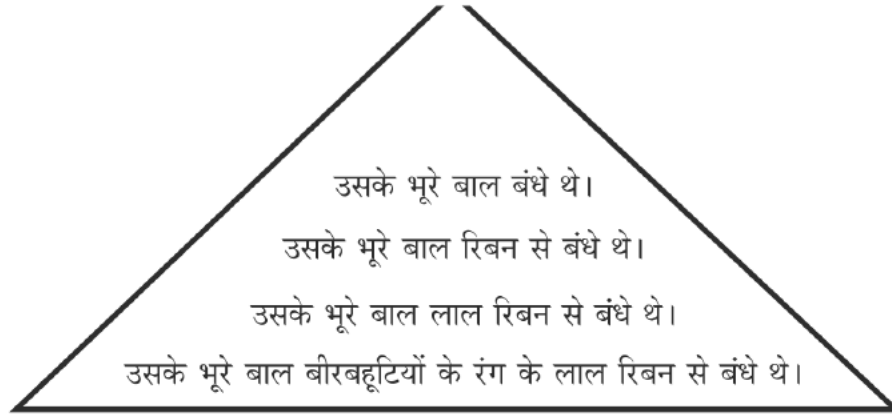 उसके भूरे बाल बंधे थे।
उसके भूरे बाल रिबन से बंधे थे।
उसके भूरे बाल लाल रिबन से बंधे थे।
उसके भूरे बाल बीरबहूटियों के रंग के लाल रिबन से बंधे थे।